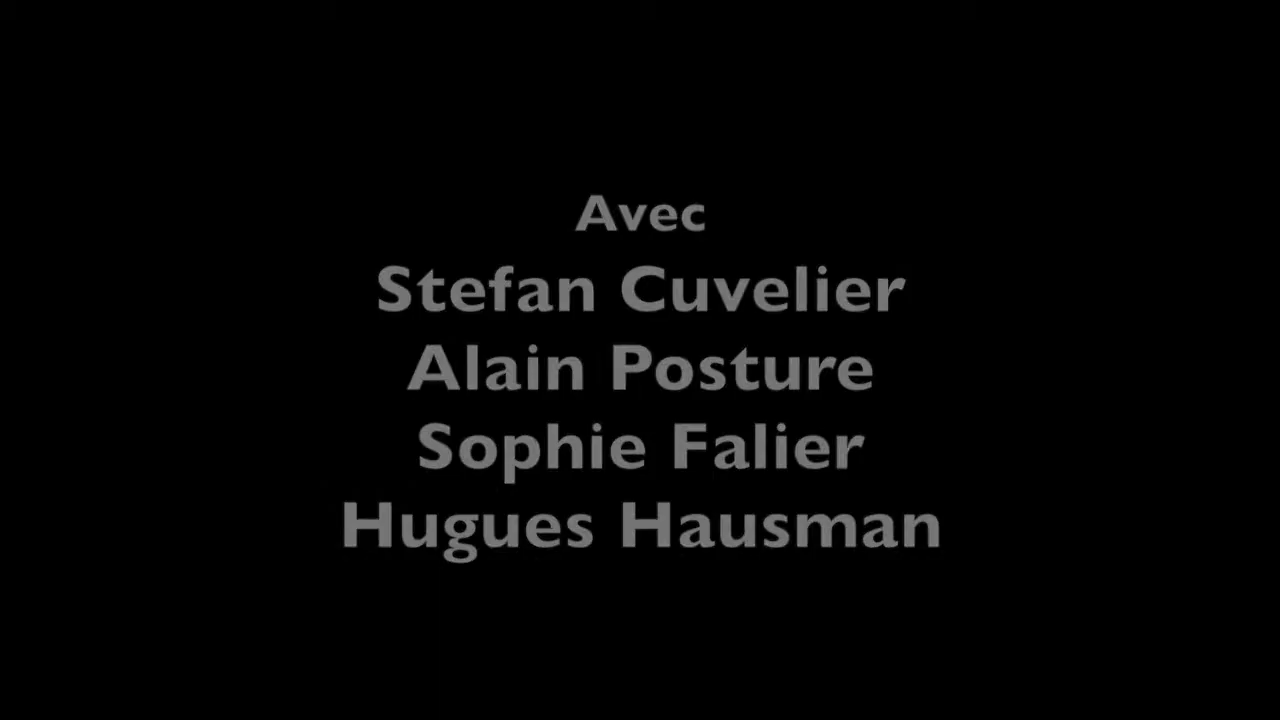 Avec
Stefan Cuvelier
Alain Posture
Sophie Falier
Hugues Hausman